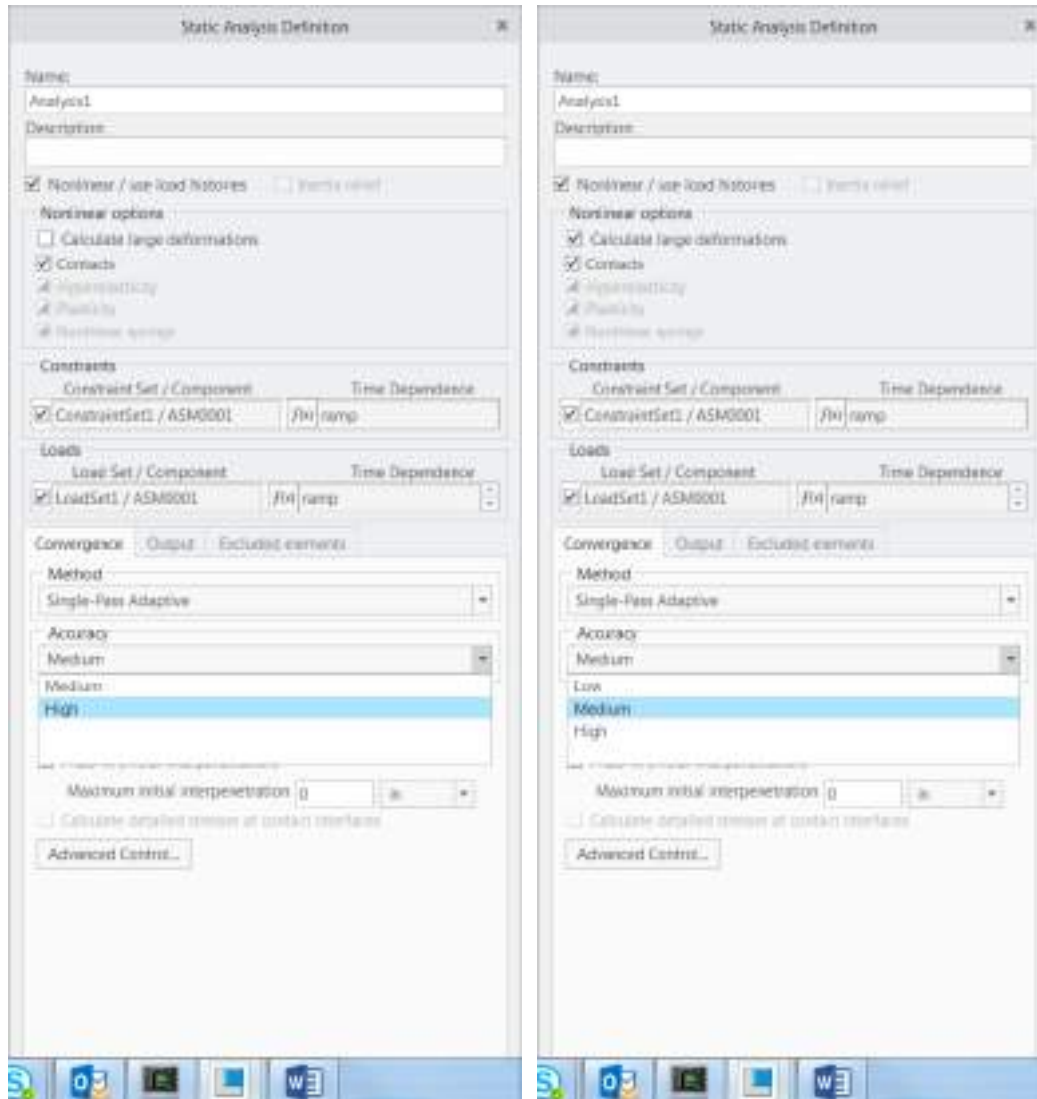 Static Analysis Definition
Name:
Analysis1
Description:
Nonlinear / use load histories Inertia relief
Nonlinear options
Calculate large deformations
Contacts
Hyperelasticity
Plasticity
Nonlinear springs
Constraints
Constraint Set / Component Time Dependence
ConstraintSet1 / ASM0001 f(x) ramp
Loads
Load Set / Component Time Dependence
LoadSet1 / ASM0001 f(x) ramp
Convergence Output Excluded elements
Method
Single-Pass Adaptive
Accuracy
Medium
Medium
High
Maximum initial interpenetration 0 in
Calculate detailed stresses at contact interfaces
Advanced Control...
Static Analysis Definition
Name:
Analysis1
Description:
Nonlinear / use load histories Inertia relief
Nonlinear options
Calculate large deformations
Contacts
Hyperelasticity
Plasticity
Nonlinear springs
Constraints
Constraint Set / Component Time Dependence
ConstraintSet1 / ASM0001 f(x) ramp
Loads
Load Set / Component Time Dependence
LoadSet1 / ASM0001 f(x) ramp
Convergence Output Excluded elements
Method
Single-Pass Adaptive
Accuracy
Medium
Low
Medium
High
Maximum initial interpenetration 0 in
Calculate detailed stresses at contact interfaces
Advanced Control...